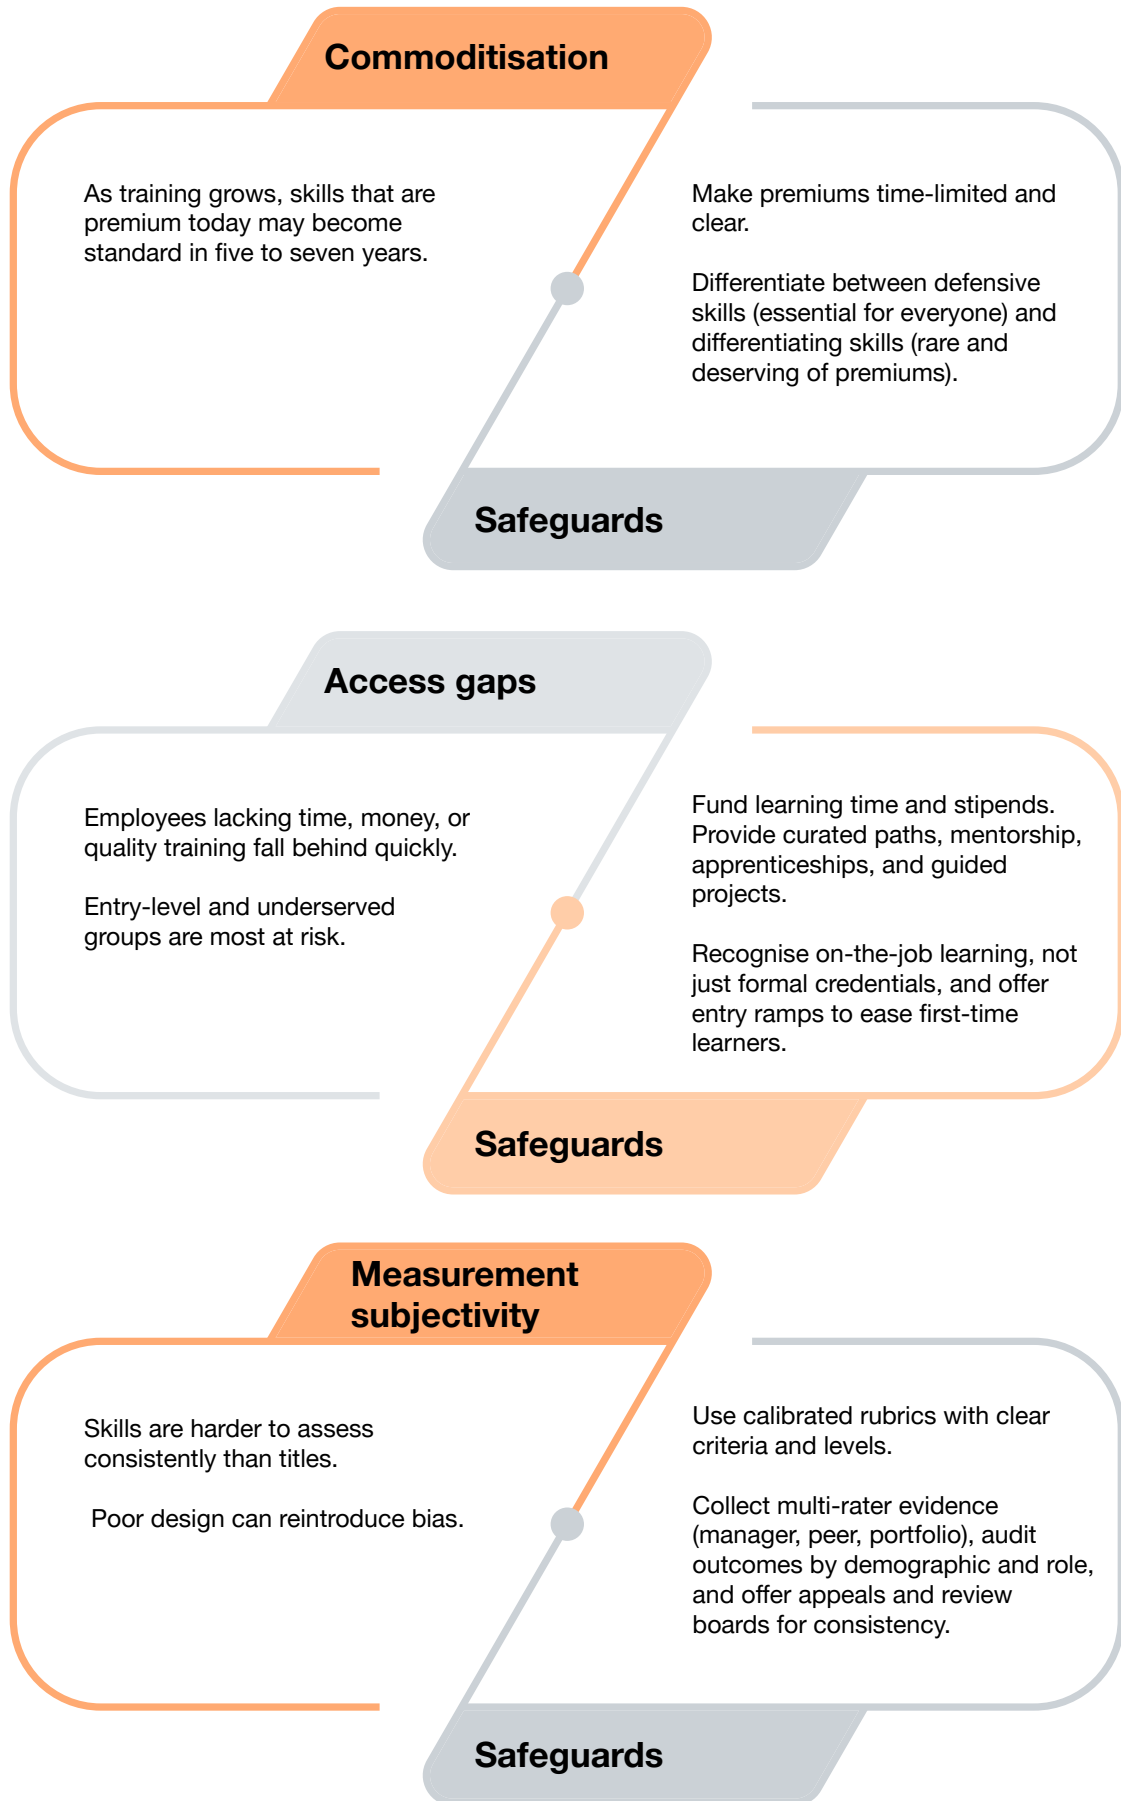 Commoditisation
As training grows, skills that are
premium today may become
standard in five to seven years.
Make premiums time-limited and
clear.
Differentiate between defensive
skills (essential for everyone) and
differentiating skills (rare and
deserving of premiums).
Safeguards
Access gaps
Employees lacking time, money, or
quality training fall behind quickly.
Entry-level and underserved
groups are most at risk.
Fund learning time and stipends.
Provide curated paths, mentorship,
apprenticeships, and guided
projects.
Recognise on-the-job learning, not
just formal credentials, and offer
entry ramps to ease first-time
learners.
Safeguards
Measurement
subjectivity
Skills are harder to assess
consistently than titles.
Poor design can reintroduce bias.
Use calibrated rubrics with clear
criteria and levels.
Collect multi-rater evidence
(manager, peer, portfolio), audit
outcomes by demographic and role,
and offer appeals and review
boards for consistency.
Safeguards